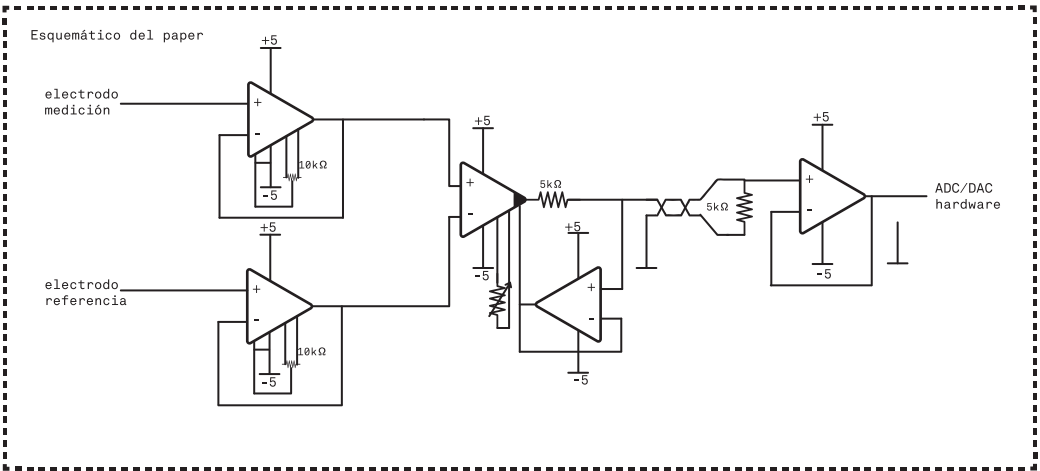 Esquemático del paper
+5
electrodo
medición
+
-
10kΩ
-5
+5
electrodo
referencia
+
-
10kΩ
-5
+5
+
-
-5
5kΩ
+5
+
-
-5
5kΩ
+5
+
-
-5
ADC/DAC
hardware